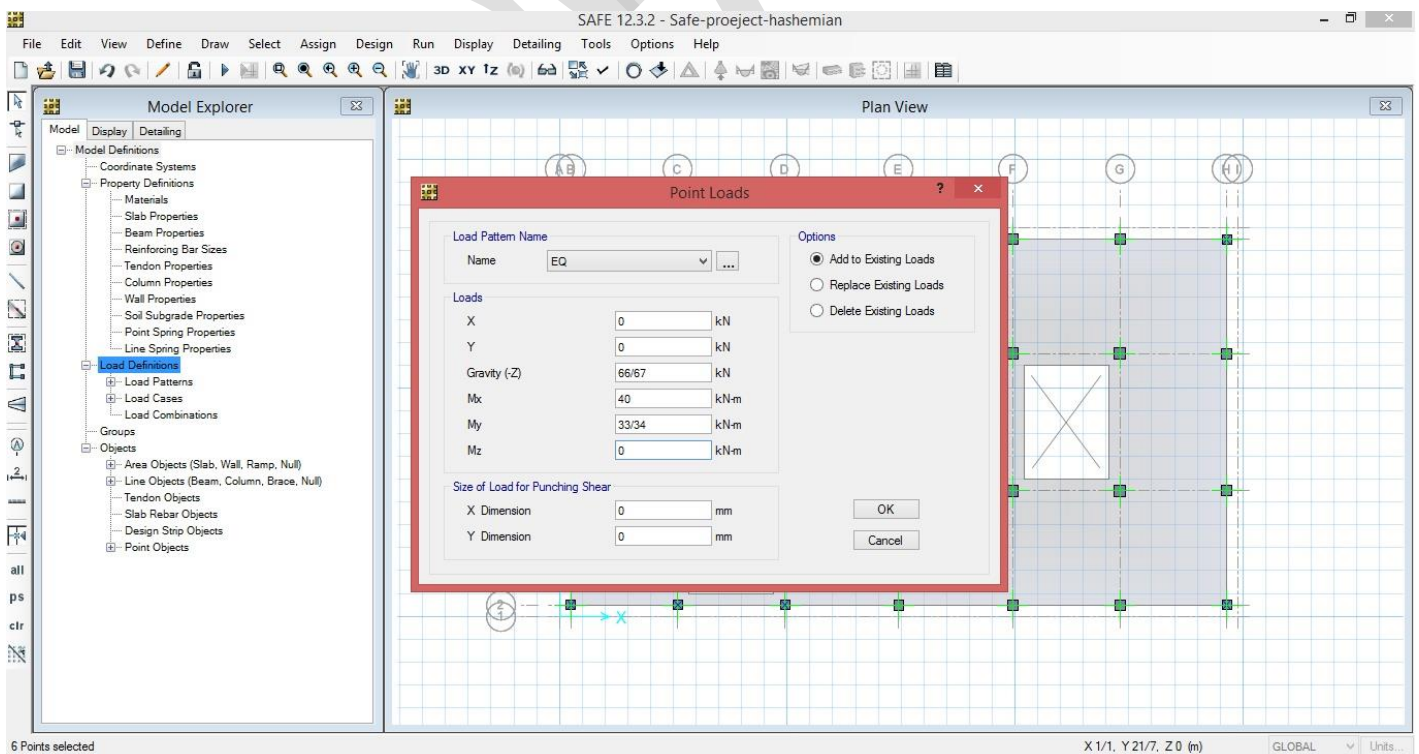 SAFE 12.3.2 - Safe-proeject-hashemian
File Edit View Define Draw Select Assign Design Run Display Detailing Tools Options Help
3D XY
Model Explorer
Model Display Detailing
Model Definitions
Coordinate Systems
Property Definitions
Materials
Slab Properties
Beam Properties
Reinforcing Bar Sizes
Tendon Properties
Column Properties
Wall Properties
Soil Subgrade Properties
Point Spring Properties
Line Spring Properties
Load Definitions
Load Patterns
Load Cases
Load Combinations
Groups
Objects
Area Objects (Slab, Wall, Ramp, Null)
Line Objects (Beam, Column, Brace, Null)
Tendon Objects
Slab Rebar Objects
Design Strip Objects
Point Objects
all
ps
clr
Plan View
A B C D E F G H I
Point Loads
? ×
Load Pattern Name
Name EQ ...
Loads
X 0 kN
Y 0 kN
Gravity (-Z) 66/67 kN
Mx 40 kN-m
My 33/34 kN-m
Mz 0 kN-m
Size of Load for Punching Shear
X Dimension 0 mm
Y Dimension 0 mm
Options
Add to Existing Loads
Replace Existing Loads
Delete Existing Loads
OK
Cancel
2
1
X
6 Points selected
X 1/1, Y 21/7, Z 0 (m)
GLOBAL
Units...